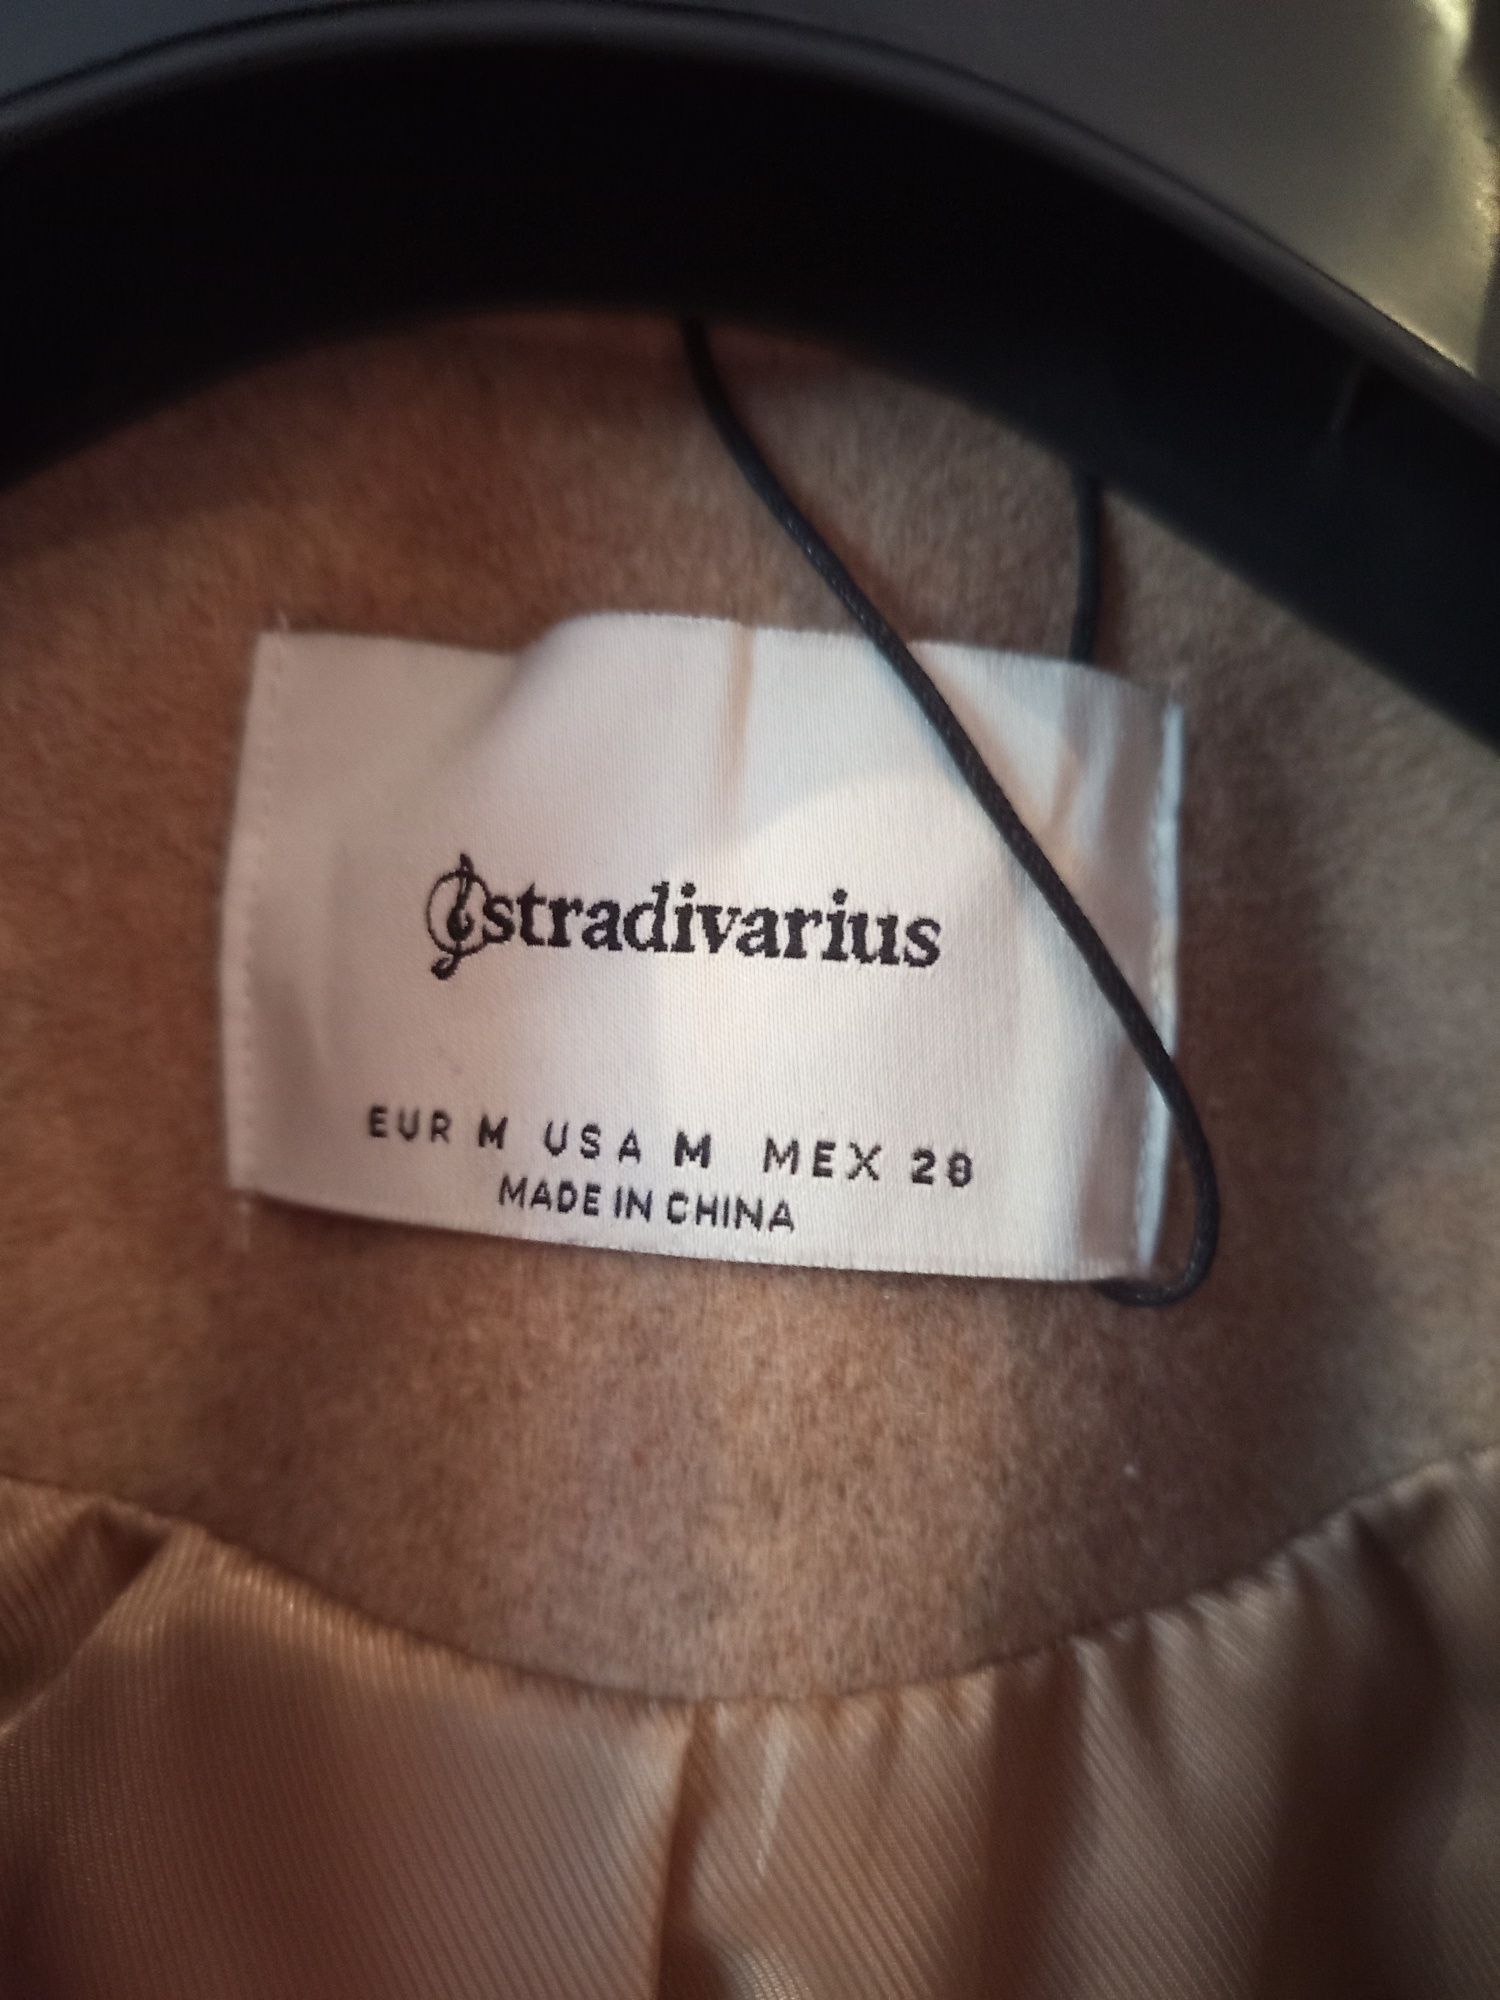 stradivarius
EUR M USA M MEX 28
MADE IN CHINA